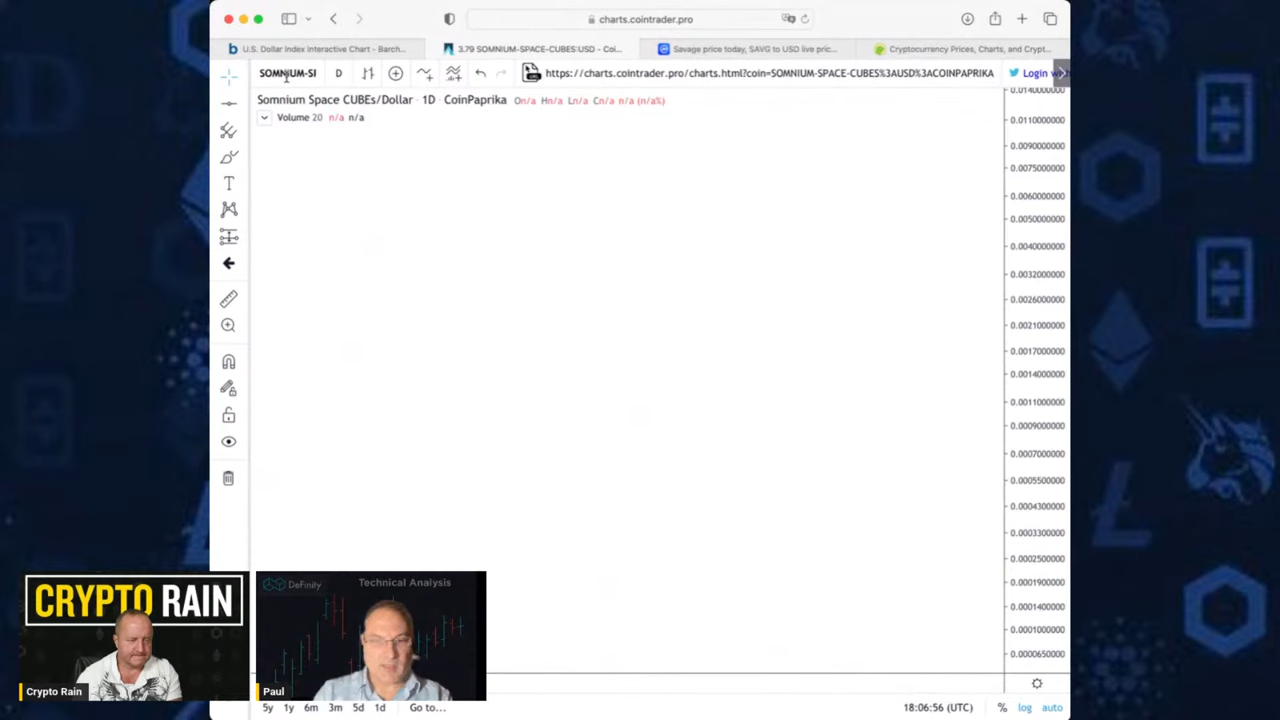 charts.cointrader.pro
U.S. Dollar Index Interactive Chart - Barch...
3.79 SOMNIUM-SPACE-CUBES:USD - Coi...
Savage price today, SAVG to USD live pric...
Cryptocurrency Prices, Charts, and Crypt...
SOMNIUM-SI
D
https://charts.cointrader.pro/charts.html?coin=SOMNIUM-SPACE-CUBES%3AUSD%3ACOINPAPRIKA
Login wi
Somnium Space CUBEs/Dollar · 1D · CoinPaprika On/a Hn/a Ln/a Cn/a n/a (n/a%)
Volume 20 n/a n/a
0.0140000000
0.0110000000
0.0090000000
0.0075000000
0.0060000000
0.0050000000
0.0040000000
0.0032000000
0.0026000000
0.0021000000
0.0017000000
0.0014000000
0.0011000000
0.0009000000
0.0007000000
0.0005500000
0.0004300000
0.0003300000
0.0002500000
0.0001900000
0.0001400000
0.0001000000
0.0000650000
CRYPTO RAIN
Crypto Rain
DeFinity
Technical Analysis
Paul
5y 1y 6m 3m 5d 1d Go to...
18:06:56 (UTC) % log auto